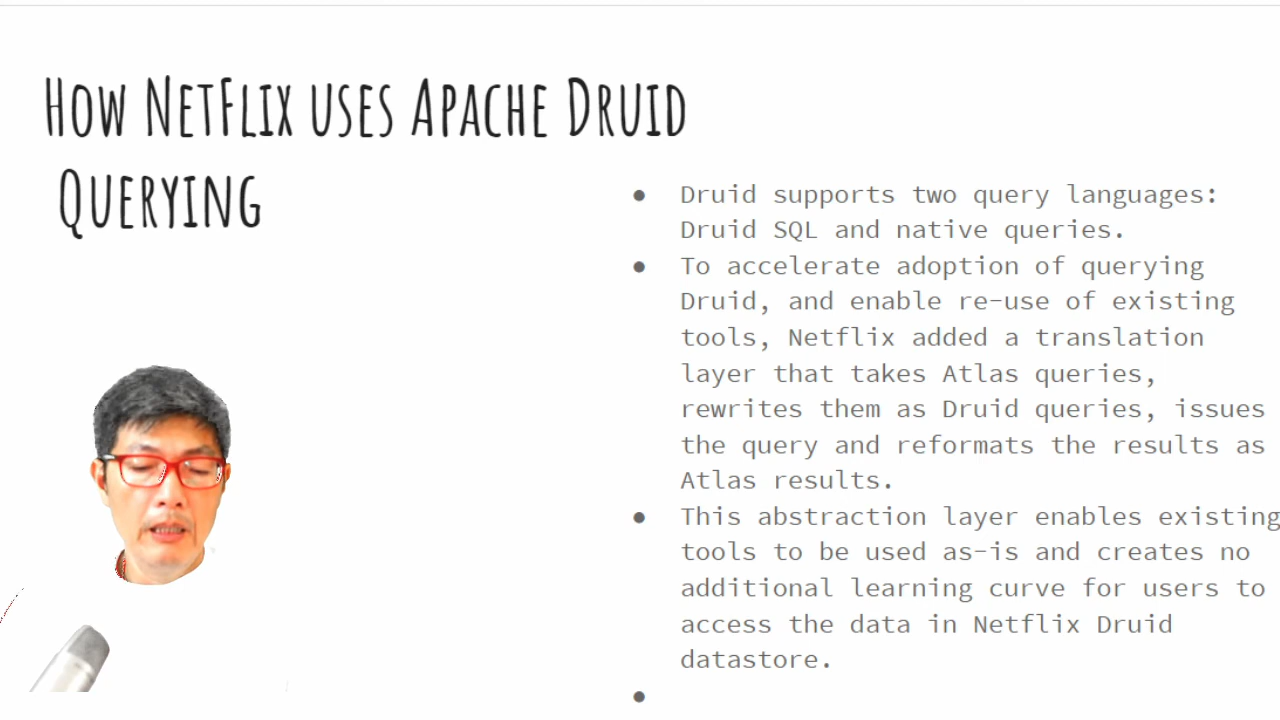 How NetFlix uses Apache Druid
Querying
● Druid supports two query languages:
Druid SQL and native queries.
● To accelerate adoption of querying
Druid, and enable re-use of existing
tools, Netflix added a translation
layer that takes Atlas queries,
rewrites them as Druid queries, issues
the query and reformats the results as
Atlas results.
● This abstraction layer enables existing
tools to be used as-is and creates no
additional learning curve for users to
access the data in Netflix Druid
datastore.
●